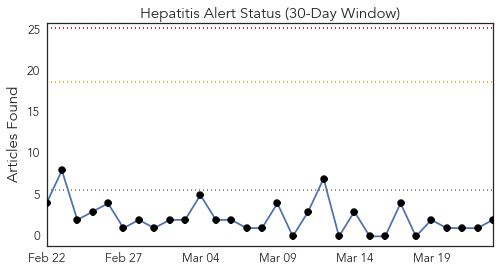 Hepatitis Alert Status (30-Day Window)
25
20
15
10
5
0
Articles Found
Feb 22
Feb 27
Mar 04
Mar 09
Mar 14
Mar 19